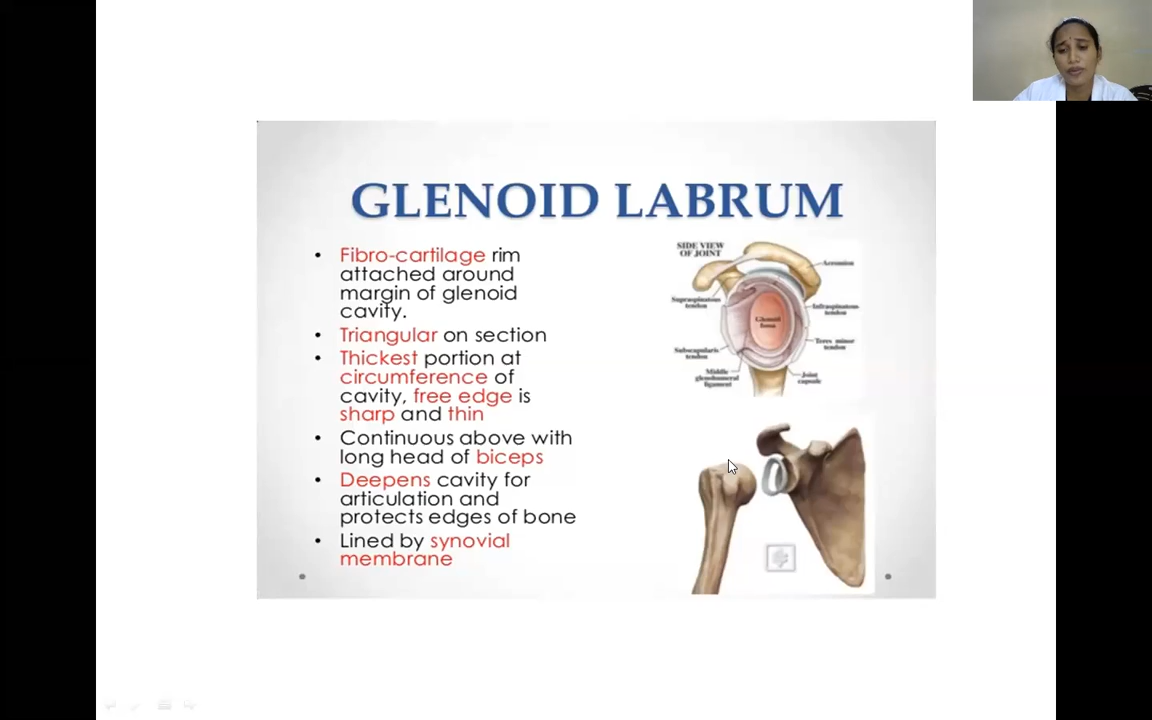 GLENOID LABRUM
• Fibro-cartilage rim
attached around
margin of glenoid
cavity.
• Triangular on section
• Thickest portion at
circumference of
cavity, free edge is
sharp and thin
• Continuous above with
long head of biceps
• Deepens cavity for
articulation and
protects edges of bone
• Lined by synovial
membrane
SIDE VIEW
OF JOINT
Acromion
Supraspinatous
tendon
Infraspinatous
tendon
Glenoid
fossa
Teres minor
tendon
Subscapularis
tendon
Middle
glenohumeral
ligament
Joint
capsule